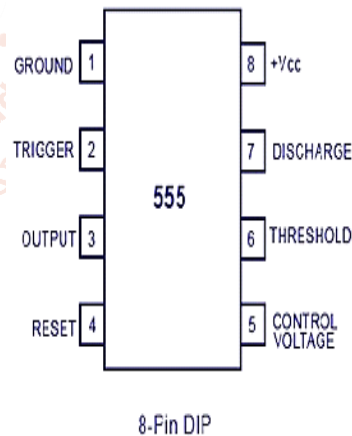 GROUND 1
8 +Vcc
TRIGGER 2
7 DISCHARGE
555
OUTPUT 3
6 THRESHOLD
RESET 4
5 CONTROL
VOLTAGE
8-Pin DIP